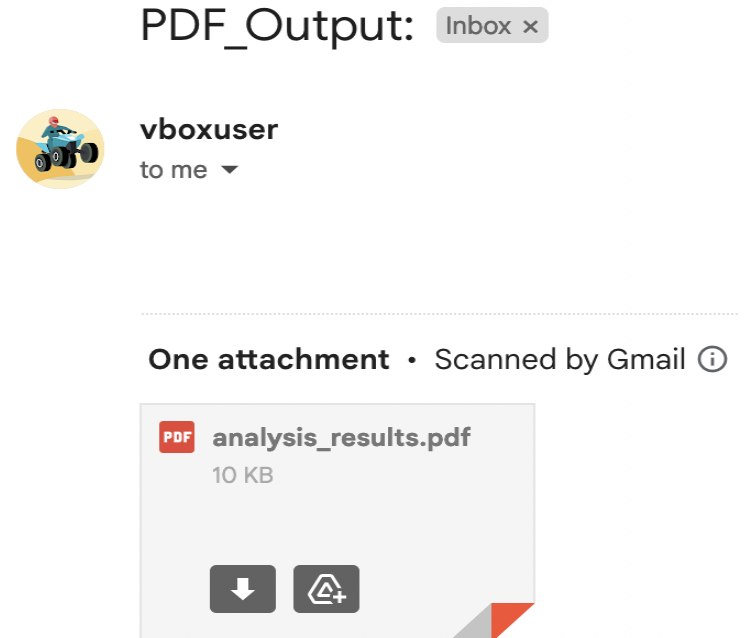 PDF_Output: Inbox ×
vboxuser
to me
One attachment • Scanned by Gmail
PDF analysis_results.pdf
10 KB